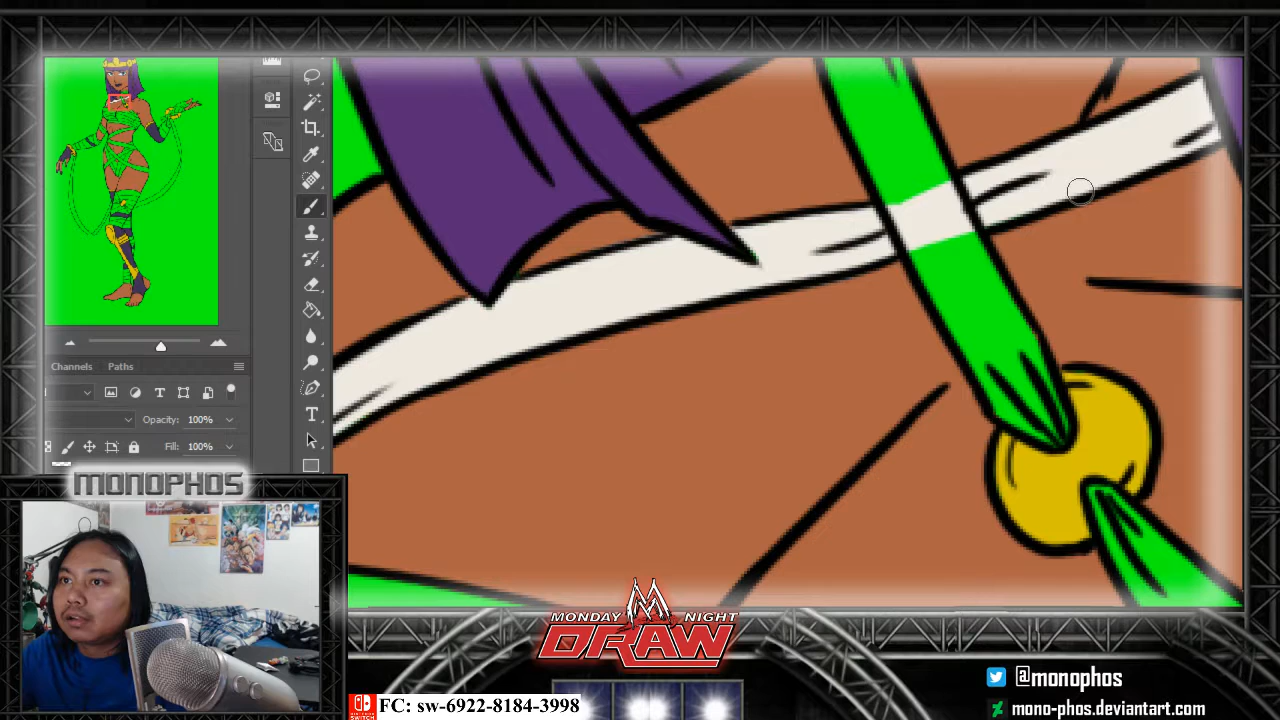 Channels Paths
Opacity: 100%
Fill: 100%
MONOPHOS
MONDAY NIGHT
DRAW
FC: sw-6922-8184-3998
@monophos
mono-phos.deviantart.com